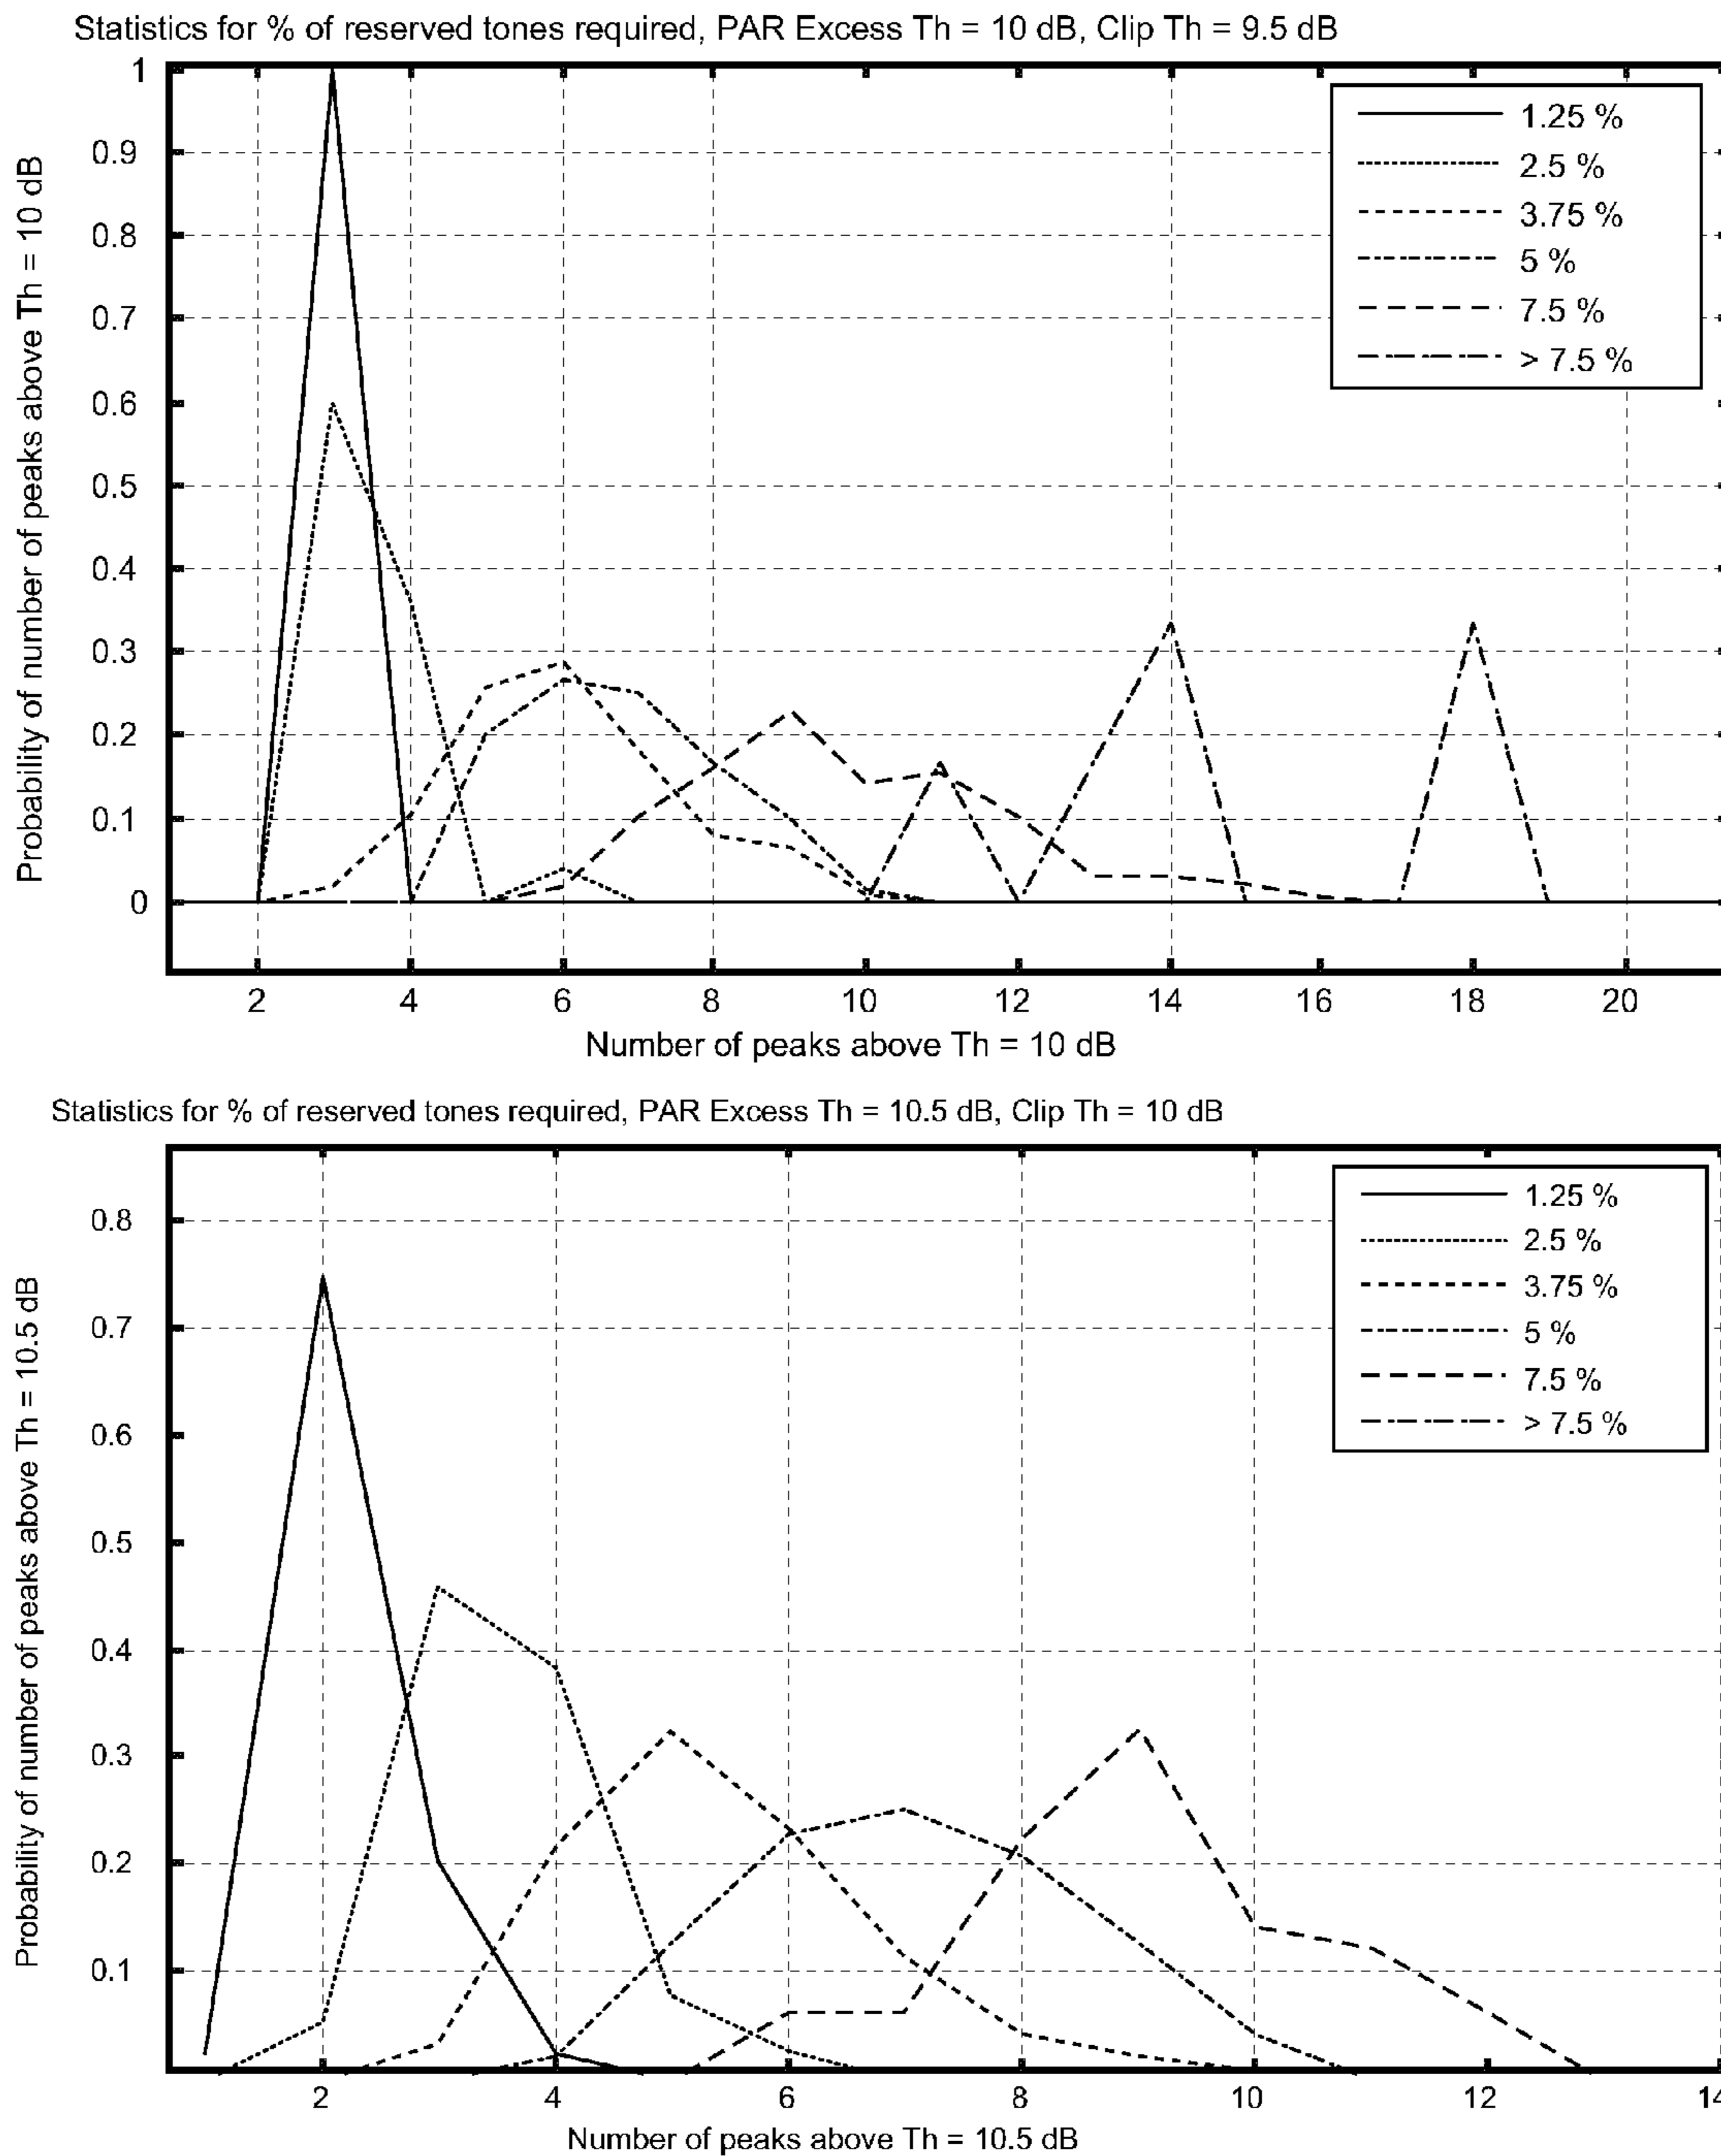 Statistics for % of reserved tones required, PAR Excess Th = 10 dB, Clip Th = 9.5 dB
Probability of number of peaks above Th = 10 dB
1
0.9
0.8
0.7
0.6
0.5
0.4
0.3
0.2
0.1
0
1.25 %
2.5 %
3.75 %
5 %
7.5 %
> 7.5 %
2 4 6 8 10 12 14 16 18 20
Number of peaks above Th = 10 dB
Statistics for % of reserved tones required, PAR Excess Th = 10.5 dB, Clip Th = 10 dB
Probability of number of peaks above Th = 10.5 dB
0.8
0.7
0.6
0.5
0.4
0.3
0.2
0.1
1.25 %
2.5 %
3.75 %
5 %
7.5 %
> 7.5 %
2 4 6 8 10 12 14
Number of peaks above Th = 10.5 dB